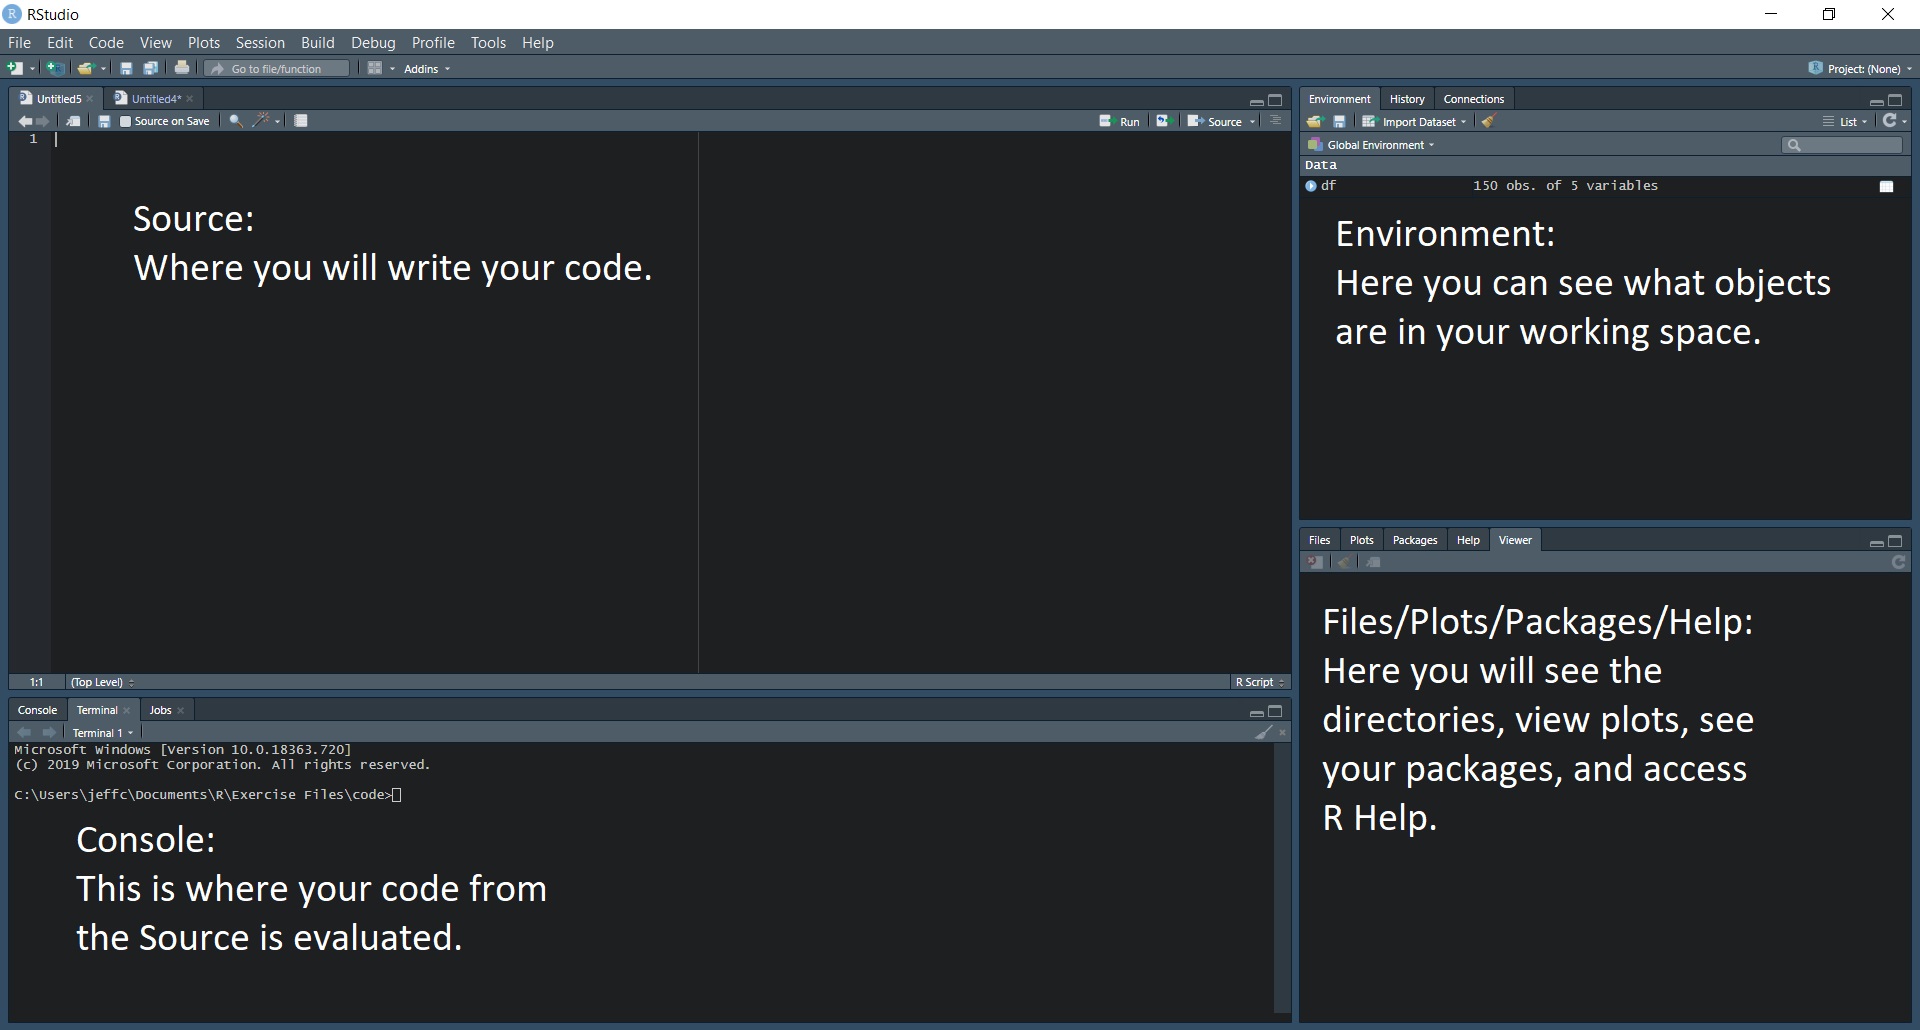 RStudio
File Edit Code View Plots Session Build Debug Profile Tools Help
Go to file/function Addins Project: (None)
Untitled5 Untitled4*
Source on Save Run Source
1
Source:
Where you will write your code.
1:1 (Top Level) R Script
Console Terminal Jobs
Terminal 1
Microsoft Windows [Version 10.0.18363.720]
(c) 2019 Microsoft Corporation. All rights reserved.
C:\Users\jeffc\Documents\R\Exercise Files\code>
Console:
This is where your code from
the Source is evaluated.
Environment History Connections
Import Dataset List
Global Environment
Data
df 150 obs. of 5 variables
Environment:
Here you can see what objects
are in your working space.
Files Plots Packages Help Viewer
Files/Plots/Packages/Help:
Here you will see the
directories, view plots, see
your packages, and access
R Help.